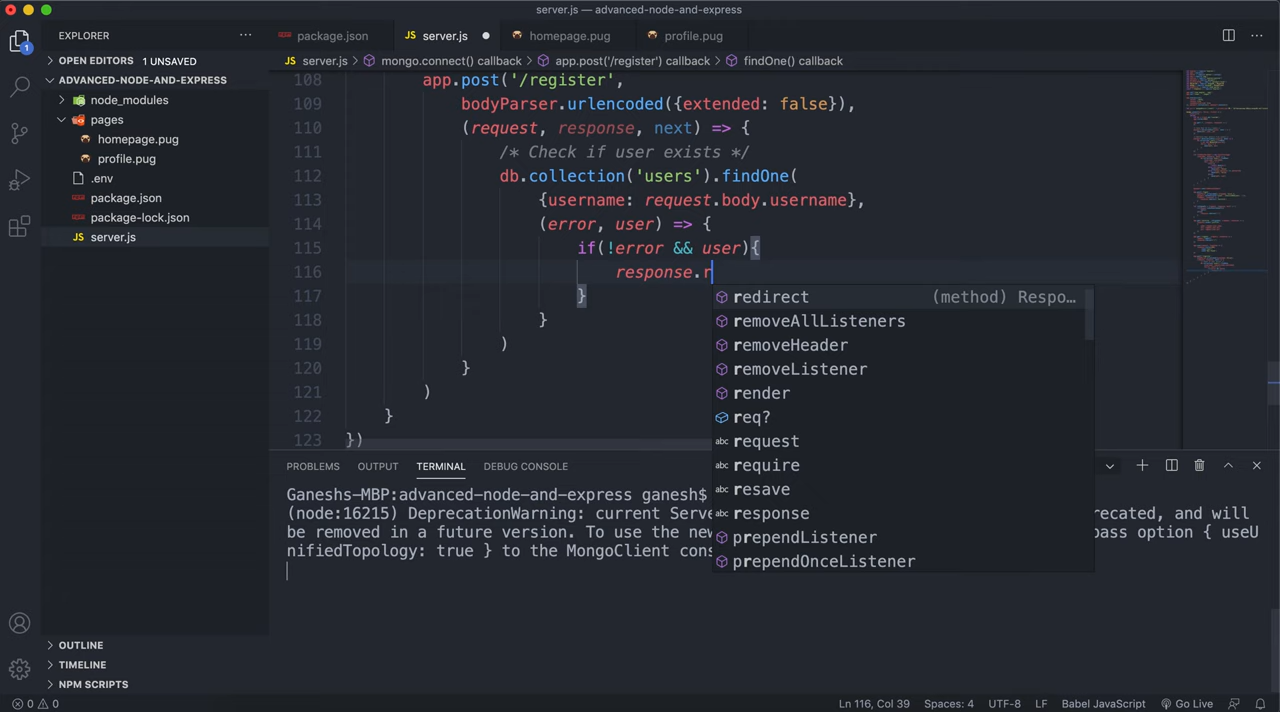 server.js — advanced-node-and-express
EXPLORER
package.json
server.js
homepage.pug
profile.pug
OPEN EDITORS 1 UNSAVED
server.js > mongo.connect() callback > app.post('/register') callback > findOne() callback
ADVANCED-NODE-AND-EXPRESS
node_modules
pages
homepage.pug
profile.pug
.env
package.json
package-lock.json
server.js
1
108 app.post('/register',
109 bodyParser.urlencoded({extended: false}),
110 (request, response, next) => {
111 /* Check if user exists */
112 db.collection('users').findOne(
113 {username: request.body.username},
114 (error, user) => {
115 if(!error && user){
116 response.r
117 }
118 }
119 )
120 }
121 )
122 }
123 })
redirect (method) Respo…
removeAllListeners
removeHeader
removeListener
render
req?
abc request
abc require
abc resave
abc response
prependListener
prependOnceListener
PROBLEMS OUTPUT TERMINAL DEBUG CONSOLE
Ganeshs-MBP:advanced-node-and-express ganesh$
(node:16215) DeprecationWarning: current Serve recated, and will
be removed in a future version. To use the new pass option { useU
nifiedTopology: true } to the MongoClient cons
OUTLINE
TIMELINE
NPM SCRIPTS
0 0
Ln 116, Col 39 Spaces: 4 UTF-8 LF Babel JavaScript Go Live